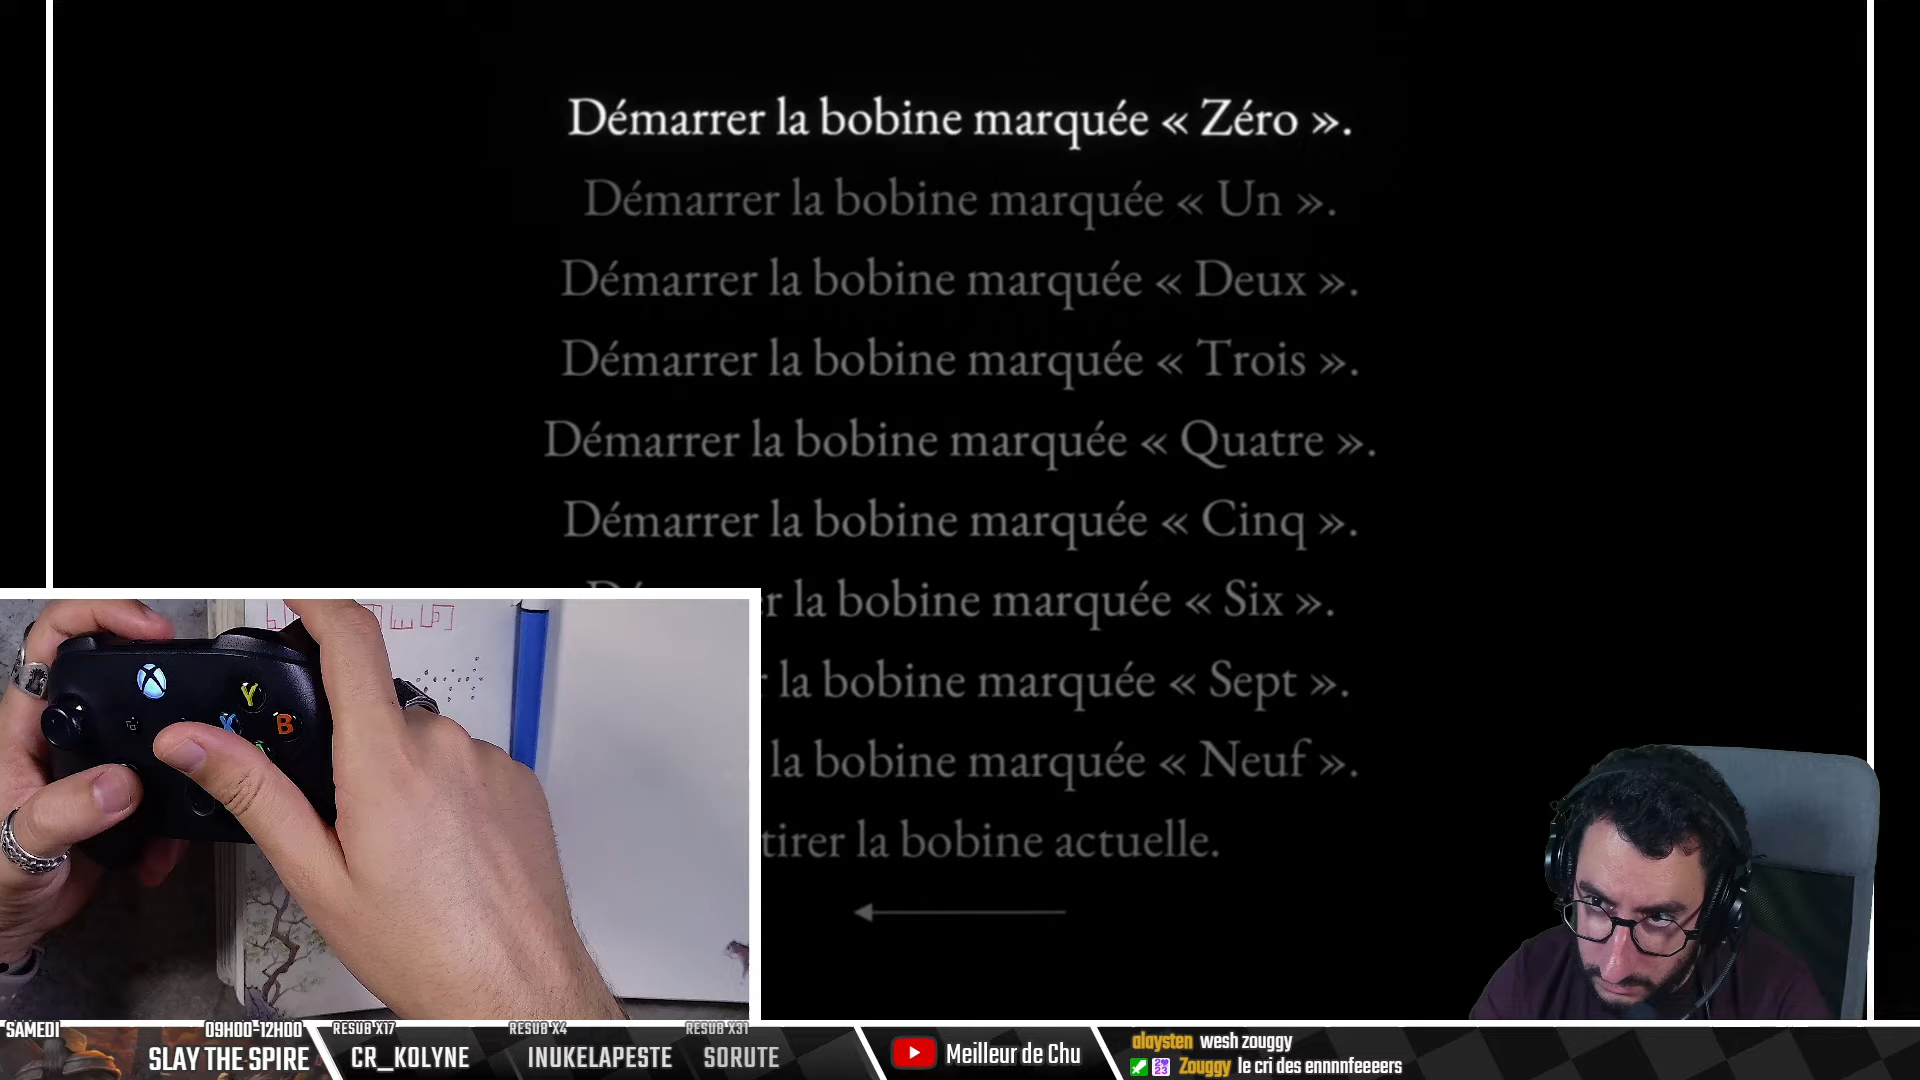 Démarrer la bobine marquée « Zéro ».
Démarrer la bobine marquée « Un ».
Démarrer la bobine marquée « Deux ».
Démarrer la bobine marquée « Trois ».
Démarrer la bobine marquée « Quatre ».
Démarrer la bobine marquée « Cinq ».
la bobine marquée « Six ».
la bobine marquée « Sept ».
la bobine marquée « Neuf ».
tirer la bobine actuelle.
Y
X
B
A
SAMEDI 09H00-12H00
SLAY THE SPIRE
RESUB X17
CR_KOLYNE
RESUB X4
INUKELAPESTE
RESUB X31
SORUTE
Meilleur de Chu
alaysten wesh zouggy
Zouggy le cri des ennnnfeeeers